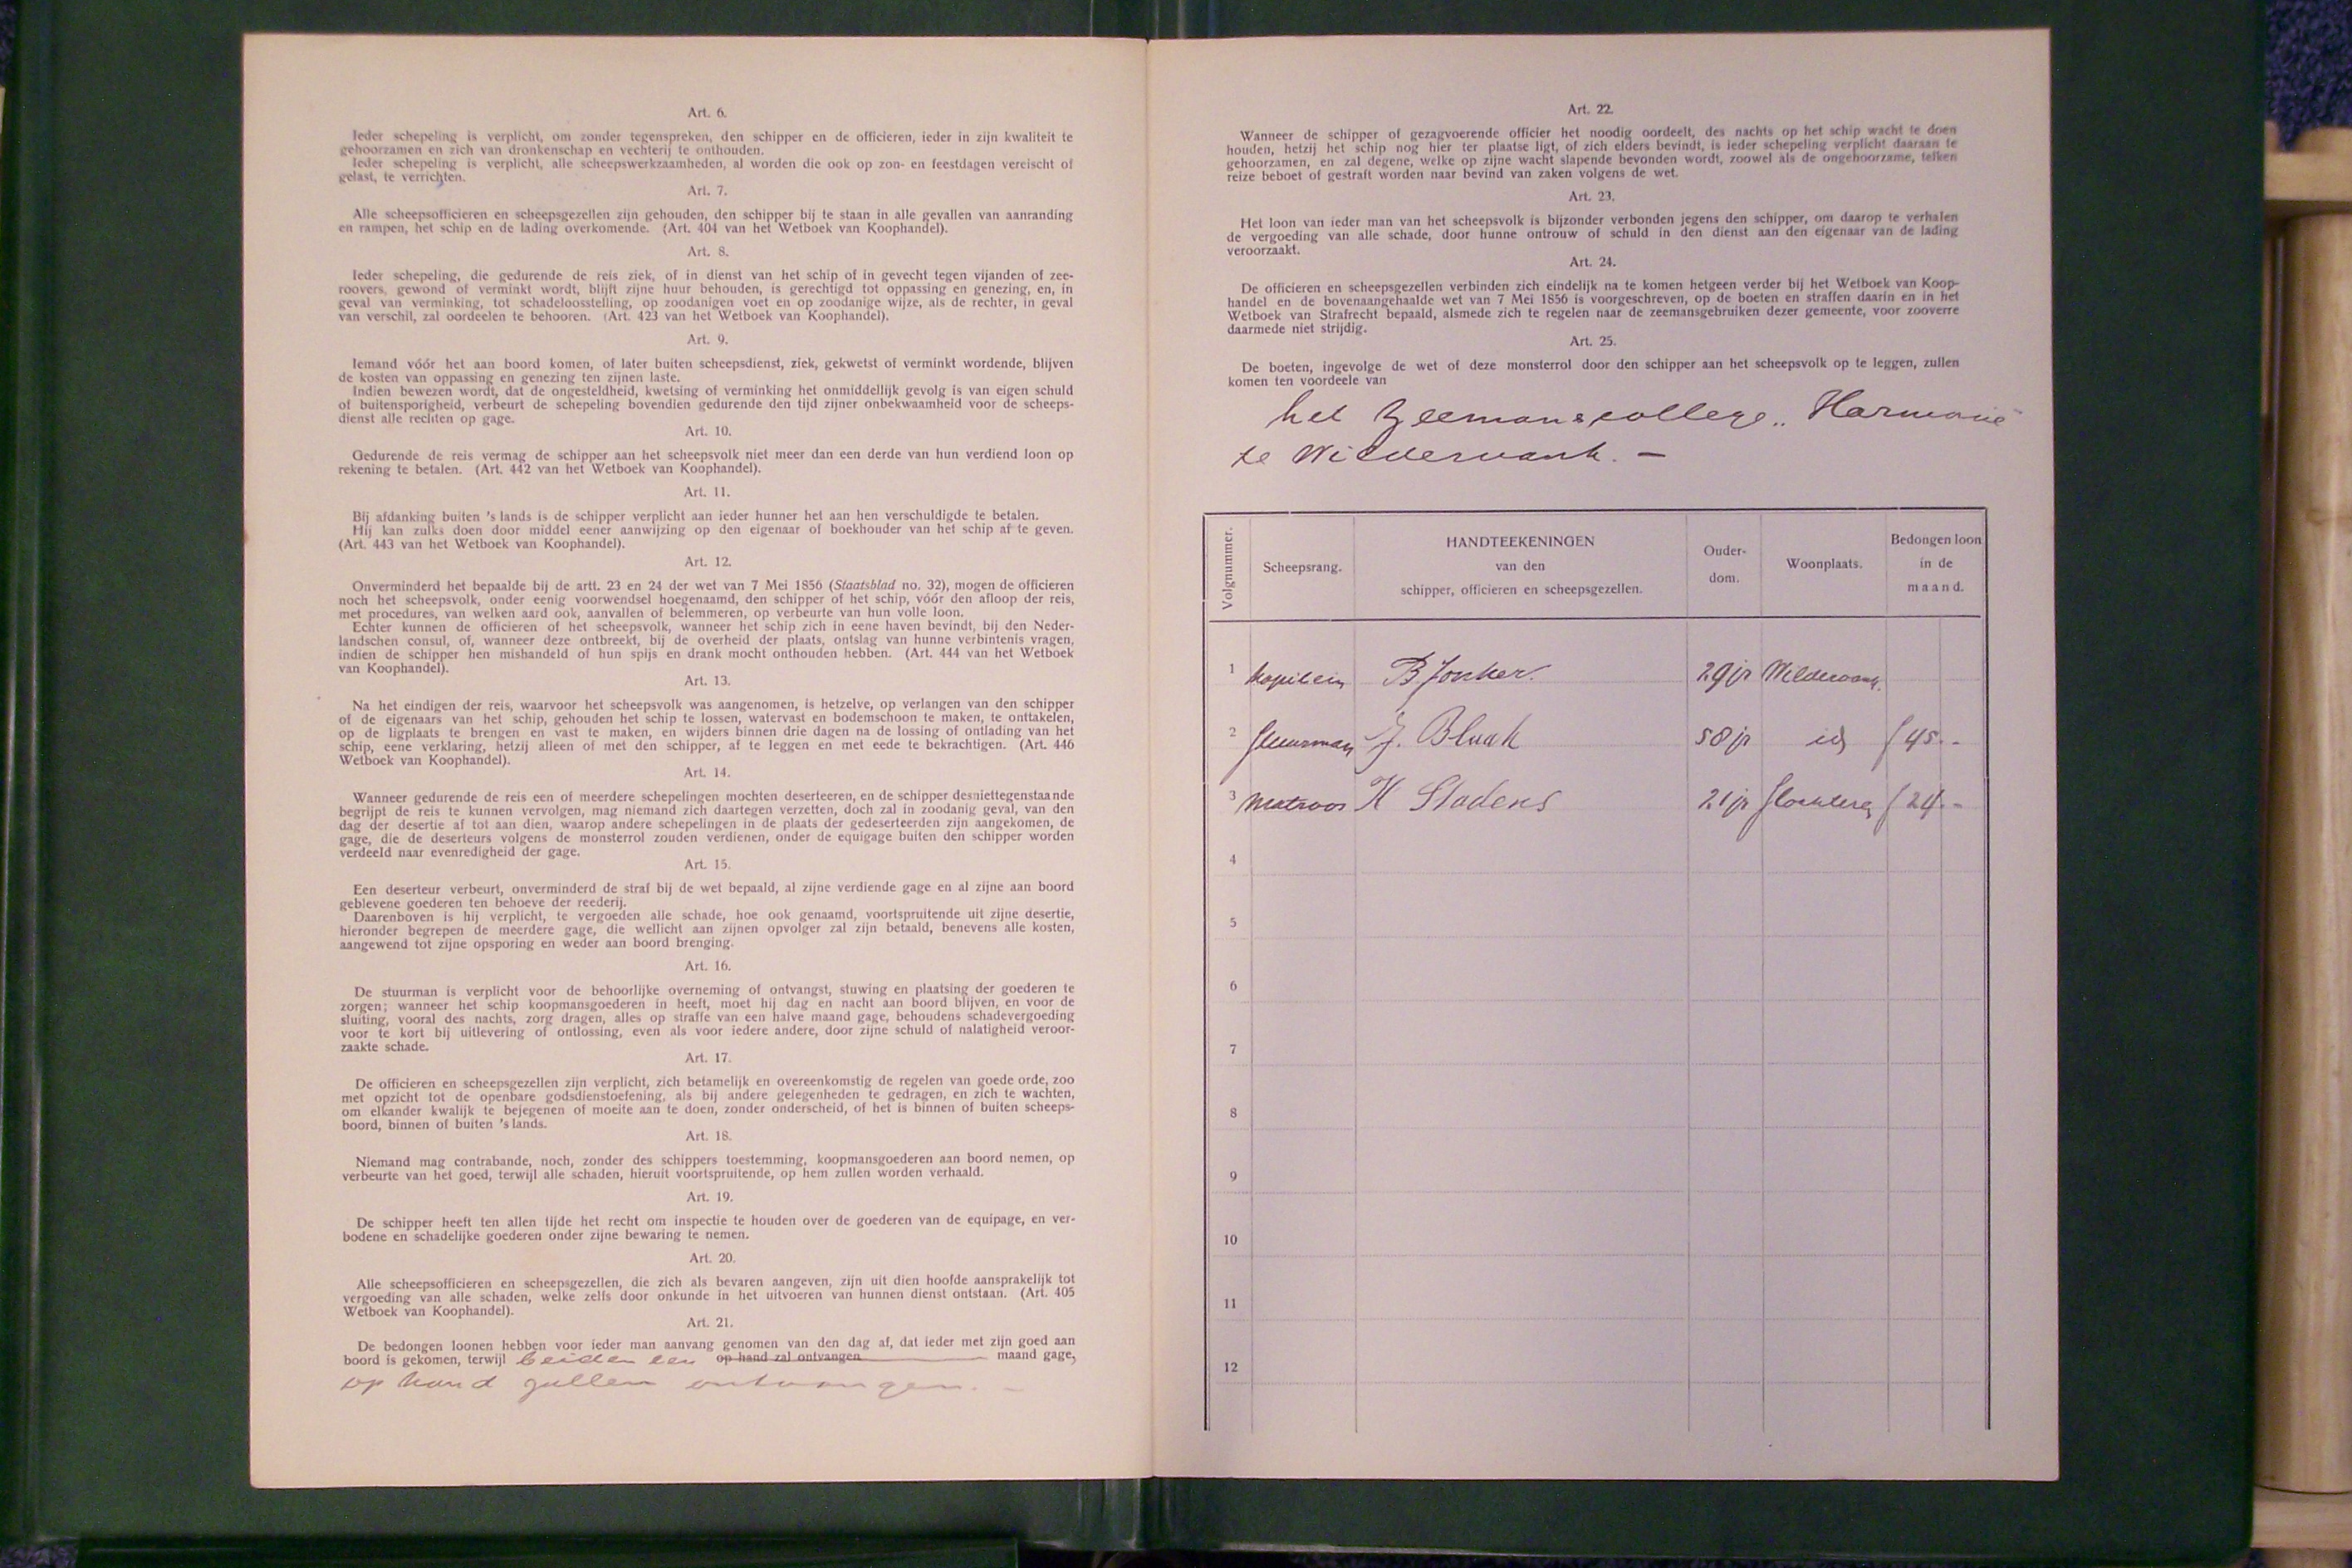 Art. 6.
Ieder schepeling is verplicht, om zonder tegenspreken, den schipper en de officieren, ieder in zijn kwaliteit te
gehoorzamen en zich van dronkenschap en vechterij te onthouden.
Ieder schepeling is verplicht, alle scheepswerkzaamheden, al worden die ook op zon- en feestdagen vereischt of
gelast, te verrichten.
Art. 7.
Alle scheepsofficieren en scheepsgezellen zijn gehouden, den schipper bij te staan in alle gevallen van aanranding
en rampen, het schip en de lading overkomende. (Art. 404 van het Wetboek van Koophandel).
Art. 8.
Ieder schepeling, die gedurende de reis ziek, of in dienst van het schip of in gevecht tegen vijanden of zee-
roovers, gewond of verminkt wordt, blijft zijne huur behouden, is gerechtigd tot oppassing en genezing, en, in
geval van verminking, tot schadeloosstelling, op zoodanigen voet en op zoodanige wijze, als de rechter, in geval
van verschil, zal oordeelen te behooren. (Art. 423 van het Wetboek van Koophandel).
Art. 9.
Iemand vóór het aan boord komen, of later buiten scheepsdienst, ziek, gekwetst of verminkt wordende, blijven
de kosten van oppassing en genezing ten zijnen laste.
Indien bewezen wordt, dat de ongesteldheid, kwetsing of verminking het onmiddellijk gevolg is van eigen schuld
of buitensporigheid, verbeurt de schepeling bovendien gedurende den tijd zijner onbekwaamheid voor de scheeps-
dienst alle rechten op gage.
Art. 10.
Gedurende de reis vermag de schipper aan het scheepsvolk niet meer dan een derde van hun verdiend loon op
rekening te betalen. (Art. 442 van het Wetboek van Koophandel).
Art. 11.
Bij afdanking buiten 's lands is de schipper verplicht aan ieder hunner het aan hen verschuldigde te betalen.
Hij kan zulks doen door middel eener aanwijzing op den eigenaar of boekhouder van het schip af te geven.
(Art. 443 van het Wetboek van Koophandel).
Art. 12.
Onverminderd het bepaalde bij de artt. 23 en 24 der wet van 7 Mei 1856 (Staatsblad no. 32), mogen de officieren
noch het scheepsvolk, onder eenig voorwendsel hoegenaamd, den schipper of het schip, vóór den afloop der reis,
met procedures, van welken aard ook, aanvallen of belemmeren, op verbeurte van hun volle loon.
Echter kunnen de officieren of het scheepsvolk, wanneer het schip zich in eene haven bevindt, bij den Neder-
landschen consul, of, wanneer deze ontbreekt, bij de overheid der plaats, ontslag van hunne verbintenis vragen,
indien de schipper hen mishandeld of hun spijs en drank mocht onthouden hebben. (Art. 444 van het Wetboek
van Koophandel).
Art. 13.
Na het eindigen der reis, waarvoor het scheepsvolk was aangenomen, is hetzelve, op verlangen van den schipper
of de eigenaars van het schip, gehouden het schip te lossen, watervast en bodemschoon te maken, te onttakelen,
op de ligplaats te brengen en vast te maken, en wijders binnen drie dagen na de lossing of ontlading van het
schip, eene verklaring, hetzij alleen of met den schipper, af te leggen en met eede te bekrachtigen. (Art. 446
Wetboek van Koophandel).
Art. 14.
Wanneer gedurende de reis een of meerdere schepelingen mochten deserteeren, en de schipper desniettegenstaande
begrijpt de reis te kunnen vervolgen, mag niemand zich daartegen verzetten, doch zal in zoodanig geval, van den
dag der desertie af tot aan dien, waarop andere schepelingen in de plaats der gedeserteerden zijn aangekomen, de
gage, die de deserteurs volgens de monsterrol zouden verdienen, onder de equigage buiten den schipper worden
verdeeld naar evenredigheid der gage.
Art. 15.
Een deserteur verbeurt, onverminderd de straf bij de wet bepaald, al zijne verdiende gage en al zijne aan boord
geblevene goederen ten behoeve der reederij.
Daarenboven is hij verplicht, te vergoeden alle schade, hoe ook genaamd, voortspruitende uit zijne desertie,
hieronder begrepen de meerdere gage, die wellicht aan zijnen opvolger zal zijn betaald, benevens alle kosten,
aangewend tot zijne opsporing en weder aan boord brenging.
Art. 16.
De stuurman is verplicht voor de behoorlijke overneming of ontvangst, stuwing en plaatsing der goederen te
zorgen; wanneer het schip koopmansgoederen in heeft, moet hij dag en nacht aan boord blijven, en voor de
sluiting, vooral des nachts, zorg dragen, alles op straffe van een halve maand gage, behoudens schadevergoeding
voor te kort bij uitlevering of ontlossing, even als voor iedere andere, door zijne schuld of nalatigheid veroor-
zaakte schade.
Art. 17.
De officieren en scheepsgezellen zijn verplicht, zich betamelijk en overeenkomstig de regelen van goede orde, zoo
met opzicht tot de openbare godsdienstoefening, als bij andere gelegenheden te gedragen, en zich te wachten,
om elkander kwalijk te bejegenen of moeite aan te doen, zonder onderscheid, of het is binnen of buiten scheeps-
boord, binnen of buiten 's lands.
Art. 18.
Niemand mag contrabande, noch, zonder des schippers toestemming, koopmansgoederen aan boord nemen, op
verbeurte van het goed, terwijl alle schaden, hieruit voortspruitende, op hem zullen worden verhaald.
Art. 19.
De schipper heeft ten allen tijde het recht om inspectie te houden over de goederen van de equipage, en ver-
bodene en schadelijke goederen onder zijne bewaring te nemen.
Art. 20.
Alle scheepsofficieren en scheepsgezellen, die zich als bevaren aangeven, zijn uit dien hoofde aansprakelijk tot
vergoeding van alle schaden, welke zelfs door onkunde in het uitvoeren van hunnen dienst ontstaan. (Art. 405
Wetboek van Koophandel).
Art. 21.
De bedongen loonen hebben voor ieder man aanvang genomen van den dag af, dat ieder met zijn goed aan
boord is gekomen, terwijl beiden een op hand zal ontvangen maand gage,
op hand zullen ontvangen. -
Art. 22.
Wanneer de schipper of gezagvoerende officier het noodig oordeelt, des nachts op het schip wacht te doen
houden, hetzij het schip nog hier ter plaatse ligt, of zich elders bevindt, is ieder schepeling verplicht daaraan te
gehoorzamen, en zal degene, welke op zijne wacht slapende bevonden wordt, zoowel als de ongehoorzame, telken
reize beboet of gestraft worden naar bevind van zaken volgens de wet.
Art. 23.
Het loon van ieder man van het scheepsvolk is bijzonder verbonden jegens den schipper, om daarop te verhalen
de vergoeding van alle schade, door hunne ontrouw of schuld in den dienst aan den eigenaar van de lading
veroorzaakt.
Art. 24.
De officieren en scheepsgezellen verbinden zich eindelijk na te komen hetgeen verder bij het Wetboek van Koop-
handel en de bovenaangehaalde wet van 7 Mei 1856 is voorgeschreven, op de boeten en straffen daarin en in het
Wetboek van Strafrecht bepaald, alsmede zich te regelen naar de zeemansgebruiken dezer gemeente, voor zooverre
daarmede niet strijdig.
Art. 25.
De boeten, ingevolge de wet of deze monsterrol door den schipper aan het scheepsvolk op te leggen, zullen
komen ten voordeele van
het Zeemanscollege „Harmonie"
te Wildervank. -
Volgnummer. Scheepsrang. HANDTEEKENINGEN van den schipper, officieren en scheepsgezellen. Ouder-dom. Woonplaats. Bedongen loon in de maand.
1 Kapitein B Jonker. 29 jr Wildervank.
2 Stuurman J. Blaak 58 jr id f 45.-
3 Matroos H Stadens 21 jr f 24.-
4
5
6
7
8
9
10
11
12